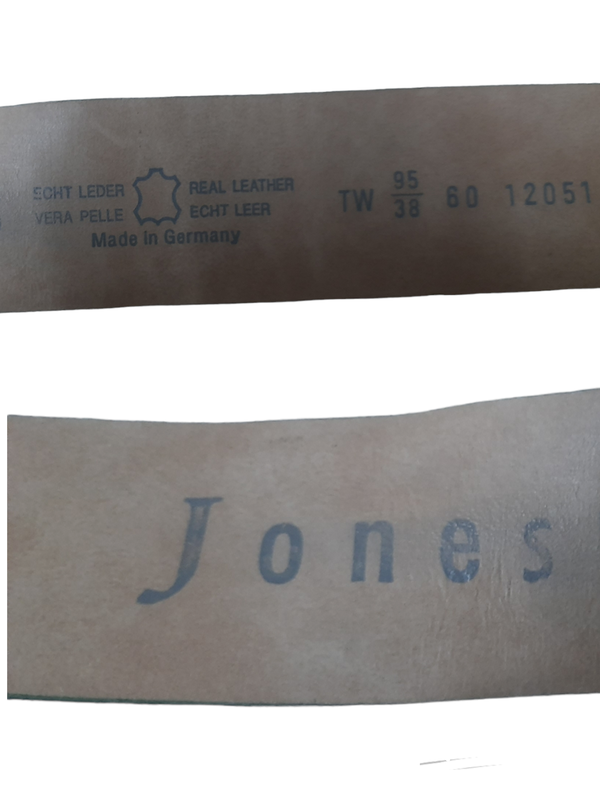 ECHT LEDER REAL LEATHER
VERA PELLE ECHT LEER
Made in Germany
TW 95/38 60 12051
Jones